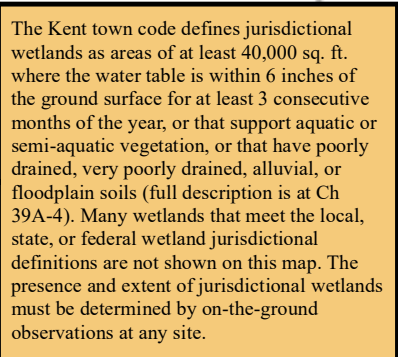 The Kent town code defines jurisdictional
wetlands as areas of at least 40,000 sq. ft.
where the water table is within 6 inches of
the ground surface for at least 3 consecutive
months of the year, or that support aquatic or
semi-aquatic vegetation, or that have poorly
drained, very poorly drained, alluvial, or
floodplain soils (full description is at Ch
39A-4). Many wetlands that meet the local,
state, or federal wetland jurisdictional
definitions are not shown on this map. The
presence and extent of jurisdictional wetlands
must be determined by on-the-ground
observations at any site.